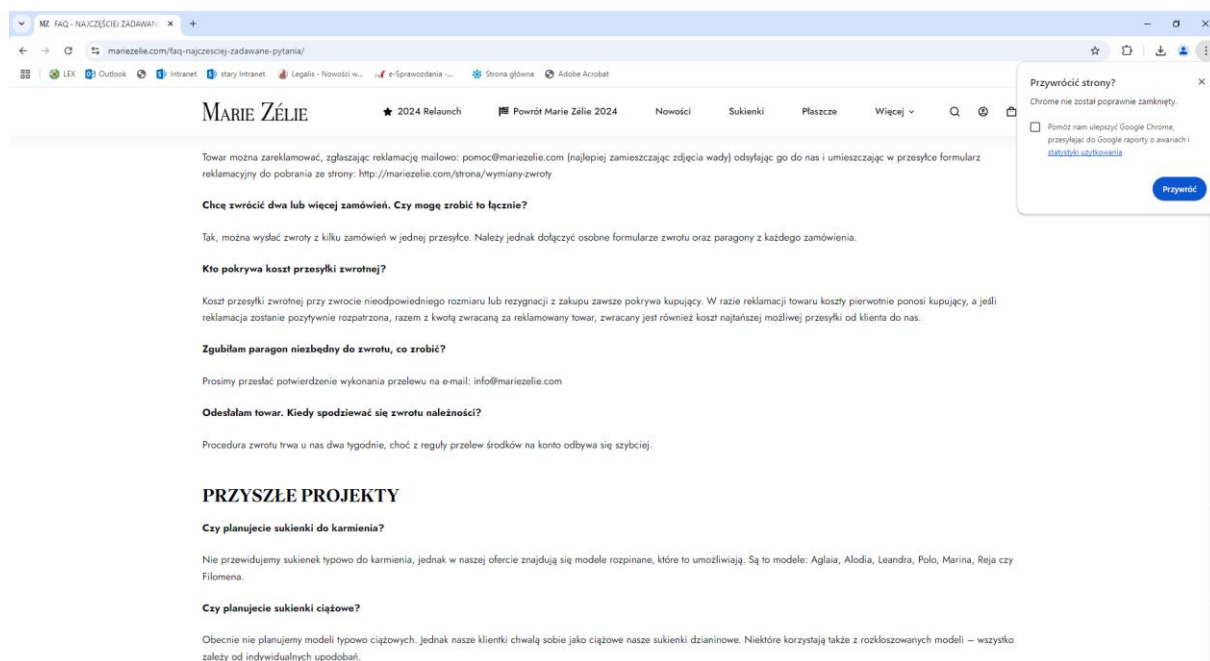 MZ FAQ - NAJCZĘŚCIEJ ZADAWAN
mariezelie.com/faq-najczesciej-zadawane-pytania/
LEX Outlook Intranet stary Intranet Legalis - Nowości w... e-Sprawozdania -... Strona główna Adobe Acrobat
Przywrócić strony?
Chrome nie został poprawnie zamknięty.
Pomóż nam ulepszyć Google Chrome,
przesyłając do Google raporty o awariach i
statystyki użytkowania
Przywróć
MARIE ZÉLIE
2024 Relaunch Powrót Marie Zélie 2024 Nowości Sukienki Płaszcze Więcej
Towar można zareklamować, zgłaszając reklamację mailowo: pomoc@mariezelie.com (najlepiej zamieszczając zdjęcia wady) odsyłając go do nas i umieszczając w przesyłce formularz
reklamacyjny do pobrania ze strony: http://mariezelie.com/strona/wymiany-zwroty
Chcę zwrócić dwa lub więcej zamówień. Czy mogę zrobić to łącznie?
Tak, można wysłać zwroty z kilku zamówień w jednej przesyłce. Należy jednak dołączyć osobne formularze zwrotu oraz paragony z każdego zamówienia.
Kto pokrywa koszt przesyłki zwrotnej?
Koszt przesyłki zwrotnej przy zwrocie nieodpowiedniego rozmiaru lub rezygnacji z zakupu zawsze pokrywa kupujący. W razie reklamacji towaru koszty pierwotnie ponosi kupujący, a jeśli
reklamacja zostanie pozytywnie rozpatrzona, razem z kwotą zwracaną za reklamowany towar, zwracany jest również koszt najtańszej możliwej przesyłki od klienta do nas.
Zgubiłam paragon niezbędny do zwrotu, co zrobić?
Prosimy przesłać potwierdzenie wykonania przelewu na e-mail: info@mariezelie.com
Odesłałam towar. Kiedy spodziewać się zwrotu należności?
Procedura zwrotu trwa u nas dwa tygodnie, choć z reguły przelew środków na konto odbywa się szybciej.
PRZYSZŁE PROJEKTY
Czy planujecie sukienki do karmienia?
Nie przewidujemy sukienek typowo do karmienia, jednak w naszej ofercie znajdują się modele rozpinane, które to umożliwiają. Są to modele: Aglaia, Alodia, Leandra, Polo, Marina, Reja czy
Filomena.
Czy planujecie sukienki ciążowe?
Obecnie nie planujemy modeli typowo ciążowych. Jednak nasze klientki chwalą sobie jako ciążowe nasze sukienki dzianinowe. Niektóre korzystają także z rozkloszowanych modeli – wszystko
zależy od indywidualnych upodobań.